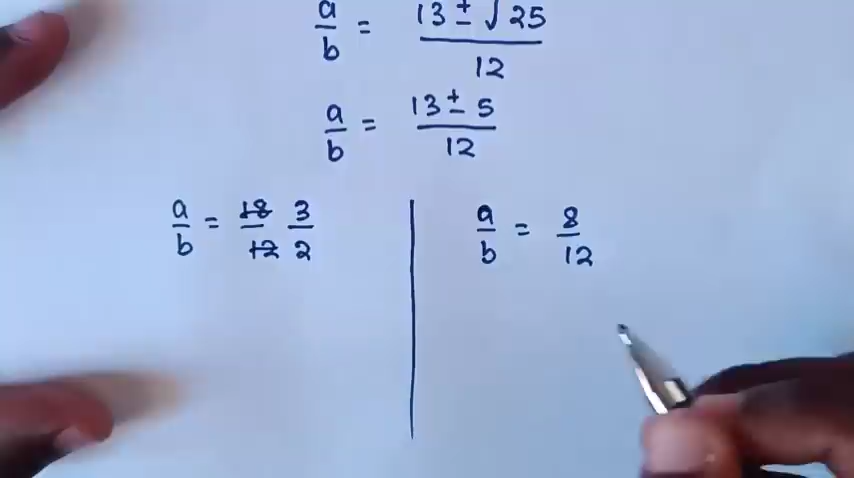 a/b = (13 ± √25)/12
a/b = (13 ± 5)/12
a/b = 18/12 3/2
a/b = 8/12